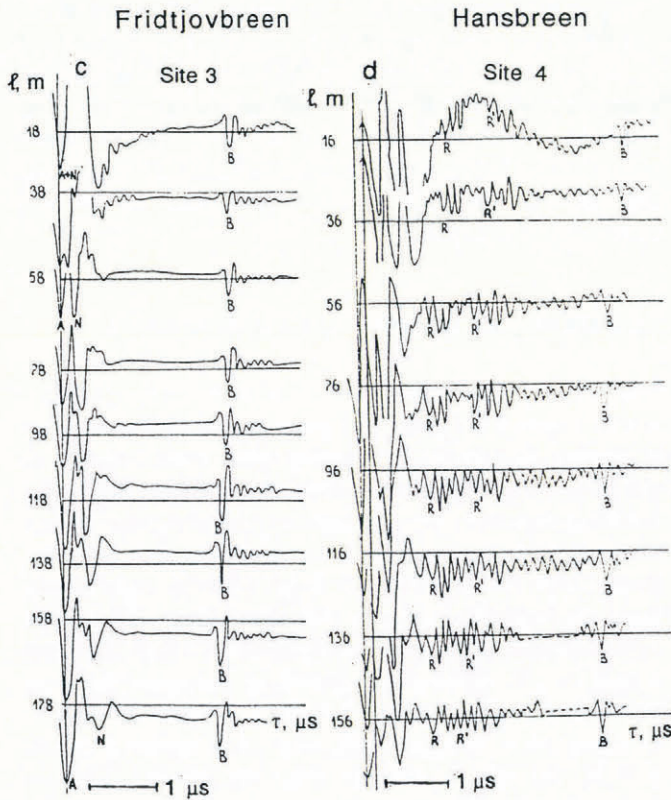 Fridtjovbreen
Hansbreen
c
Site 3
ℓ, m
18
B
A+N
38
B
58
B
A N
78
B
98
B
118
B
138
B
158
B
178
τ, μs
N
B
A
1 μs
d
Site 4
ℓ, m
16
R R' B
36
R R' B
56
R R' B
76
R R' B
96
R R' B
116
R R' B
136
R R' B
156
R R' B
τ, μs
1 μs